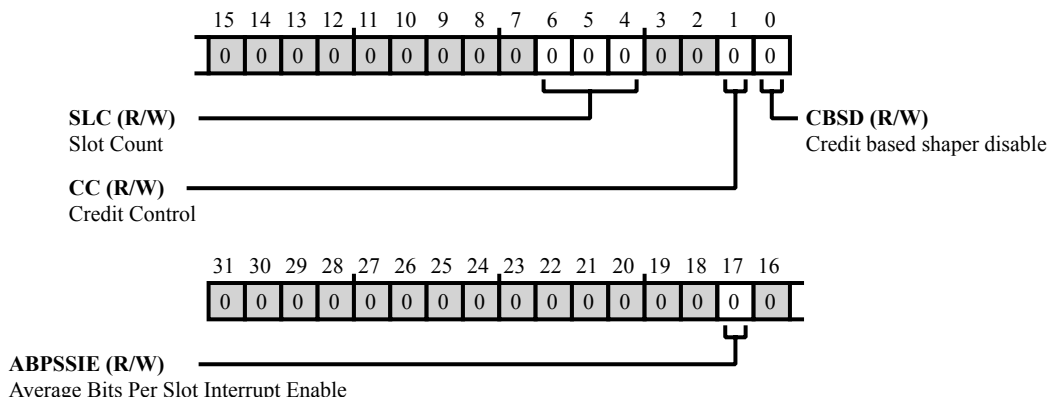 15 14 13 12 11 10 9 8 7 6 5 4 3 2 1 0
0 0 0 0 0 0 0 0 0 0 0 0 0 0 0 0
SLC (R/W)
Slot Count
CBSD (R/W)
Credit based shaper disable
CC (R/W)
Credit Control
31 30 29 28 27 26 25 24 23 22 21 20 19 18 17 16
0 0 0 0 0 0 0 0 0 0 0 0 0 0 0 0
ABPSSIE (R/W)
Average Bits Per Slot Interrupt Enable